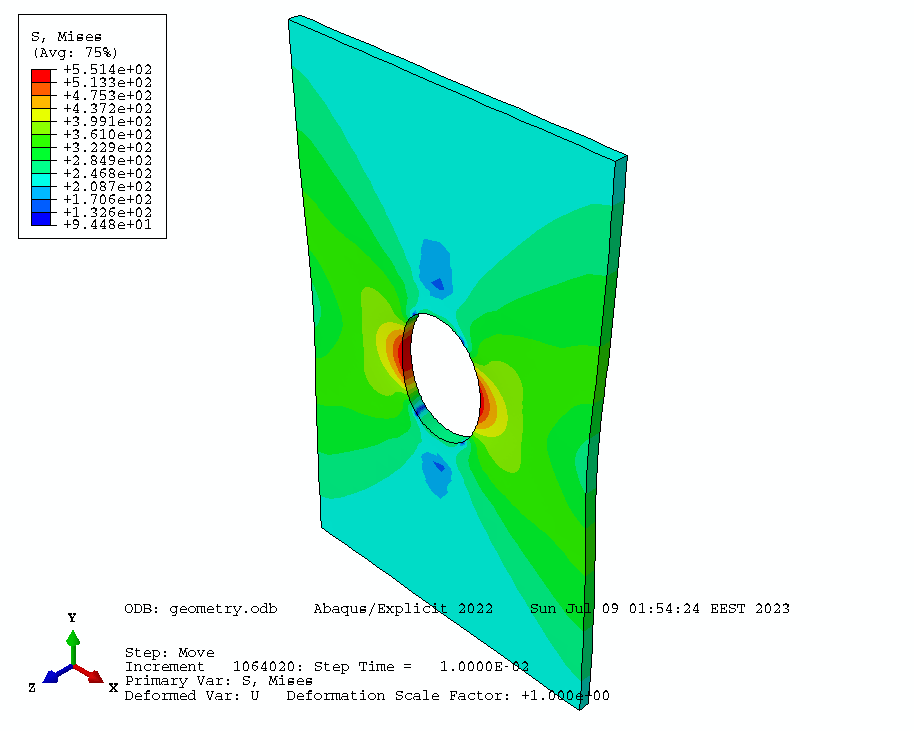 S, Mises
(Avg: 75%)
+5.514e+02
+5.133e+02
+4.753e+02
+4.372e+02
+3.991e+02
+3.610e+02
+3.229e+02
+2.849e+02
+2.468e+02
+2.087e+02
+1.706e+02
+1.326e+02
+9.448e+01
ODB: geometry.odb    Abaqus/Explicit 2022    Sun Jul 09 01:54:24 EEST 2023
Y
Z
X
Step: Move
Increment   1064020: Step Time =   1.0000E-02
Primary Var: S, Mises
Deformed Var: U   Deformation Scale Factor: +1.000e+00